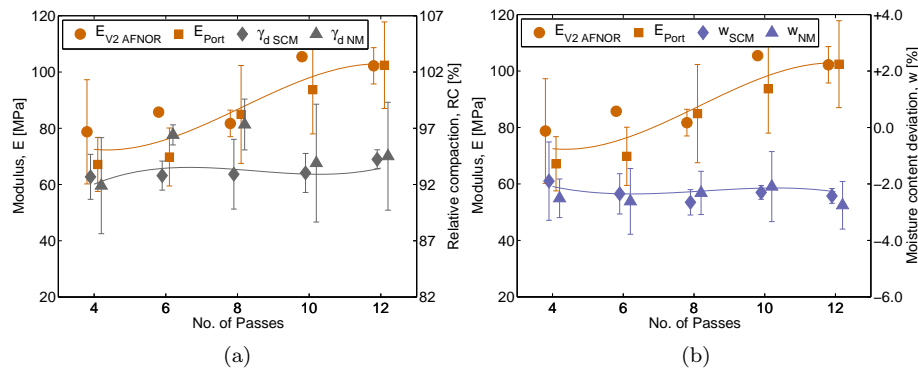 120
100
80
60
40
20
Modulus, E [MPa]
E_V2 AFNOR E_Port γ_d SCM γ_d NM
107
103
97
92
87
82
Relative compaction, RC [%]
4 6 8 10 12
No. of Passes
(a)
120
100
80
60
40
20
Modulus, E [MPa]
E_V2 AFNOR E_Port w_SCM w_NM
+4.0
+2.0
0.0
−2.0
−4.0
−6.0
Moisture content deviation, w [%]
4 6 8 10 12
No. of Passes
(b)